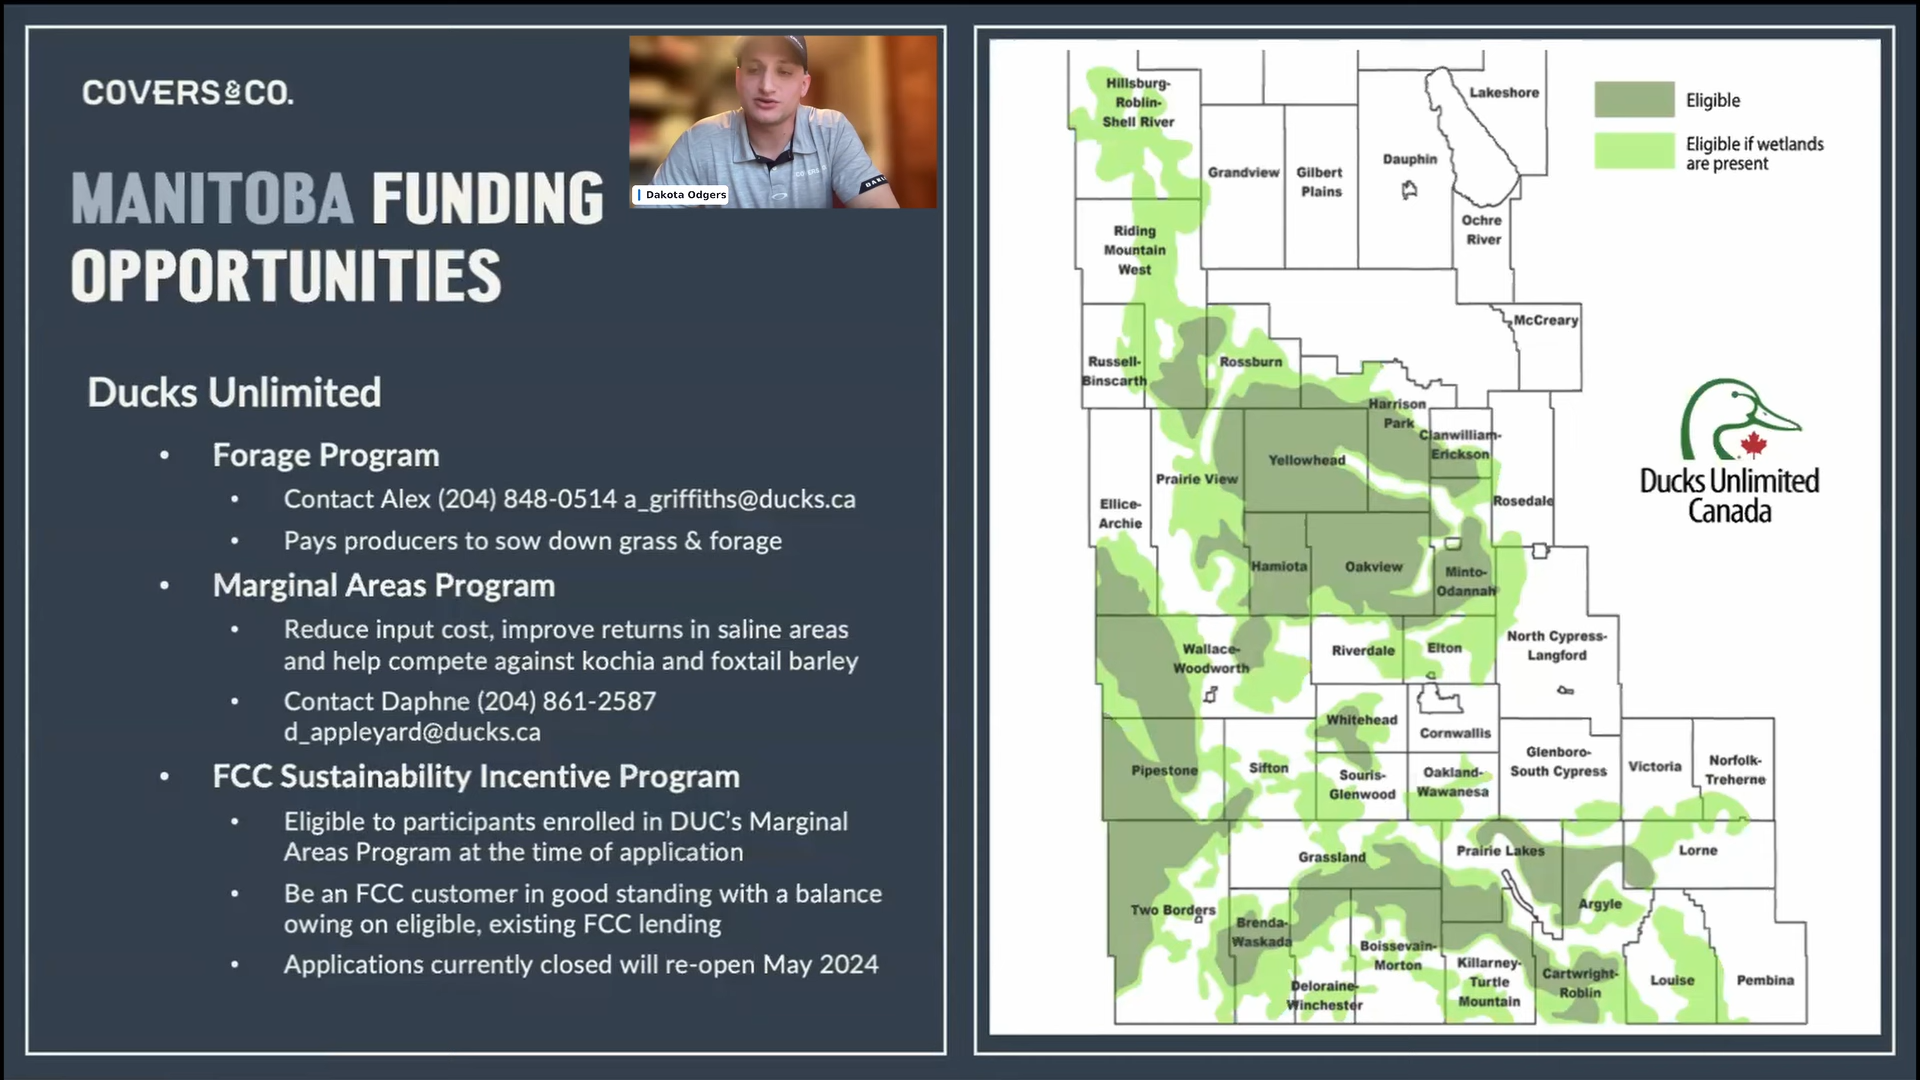 COVERS&CO.
MANITOBA FUNDING
OPPORTUNITIES
Dakota Odgers
Ducks Unlimited
• Forage Program
• Contact Alex (204) 848-0514 a_griffiths@ducks.ca
• Pays producers to sow down grass & forage
• Marginal Areas Program
• Reduce input cost, improve returns in saline areas
and help compete against kochia and foxtail barley
• Contact Daphne (204) 861-2587
d_appleyard@ducks.ca
• FCC Sustainability Incentive Program
• Eligible to participants enrolled in DUC's Marginal
Areas Program at the time of application
• Be an FCC customer in good standing with a balance
owing on eligible, existing FCC lending
• Applications currently closed will re-open May 2024
Eligible
Eligible if wetlands
are present
Ducks Unlimited
Canada
Hillsburg-
Roblin-
Shell River
Lakeshore
Grandview
Gilbert
Plains
Dauphin
Ochre
River
Riding
Mountain
West
McCreary
Russell-
Binscarth
Rossburn
Harrison
Park
Clanwilliam-
Erickson
Yellowhead
Prairie View
Rosedale
Ellice-
Archie
Hamiota
Oakview
Minto-
Odannah
Wallace-
Woodworth
Riverdale
Elton
North Cypress-
Langford
Whitehead
Cornwallis
Pipestone
Sifton
Souris-
Glenwood
Oakland-
Wawanesa
Glenboro-
South Cypress
Victoria
Norfolk-
Treherne
Grassland
Prairie Lakes
Lorne
Two Borders
Brenda-
Waskada
Argyle
Boissevain-
Morton
Deloraine-
Winchester
Killarney-
Turtle
Mountain
Cartwright-
Roblin
Louise
Pembina